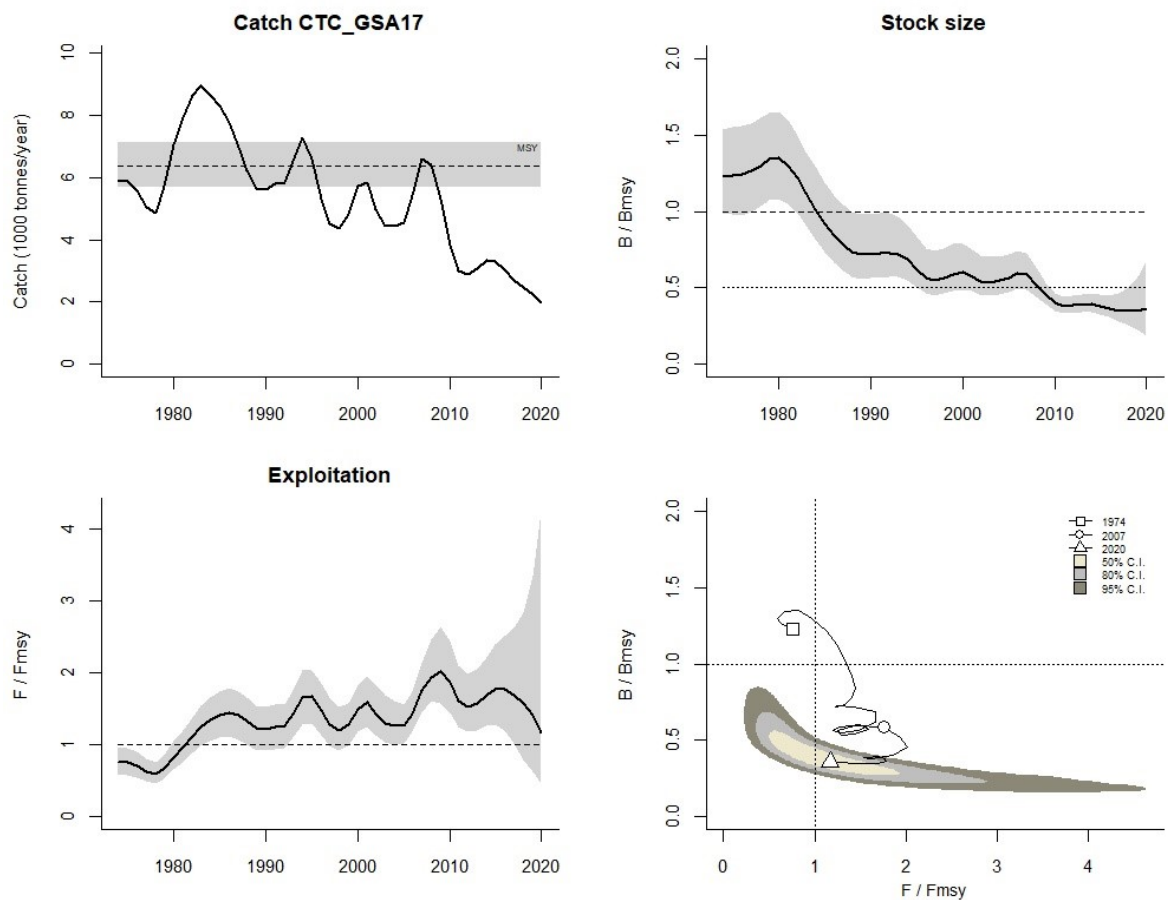 Catch CTC_GSA17
Catch (1000 tonnes/year)
10
8
6
4
2
0
MSY
1980 1990 2000 2010 2020
Stock size
B / Bmsy
2.0
1.5
1.0
0.5
0.0
1980 1990 2000 2010 2020
Exploitation
F / Fmsy
4
3
2
1
0
1980 1990 2000 2010 2020
B / Bmsy
2.0
1.5
1.0
0.5
0.0
1974
2007
2020
50% C.I.
80% C.I.
95% C.I.
0 1 2 3 4
F / Fmsy